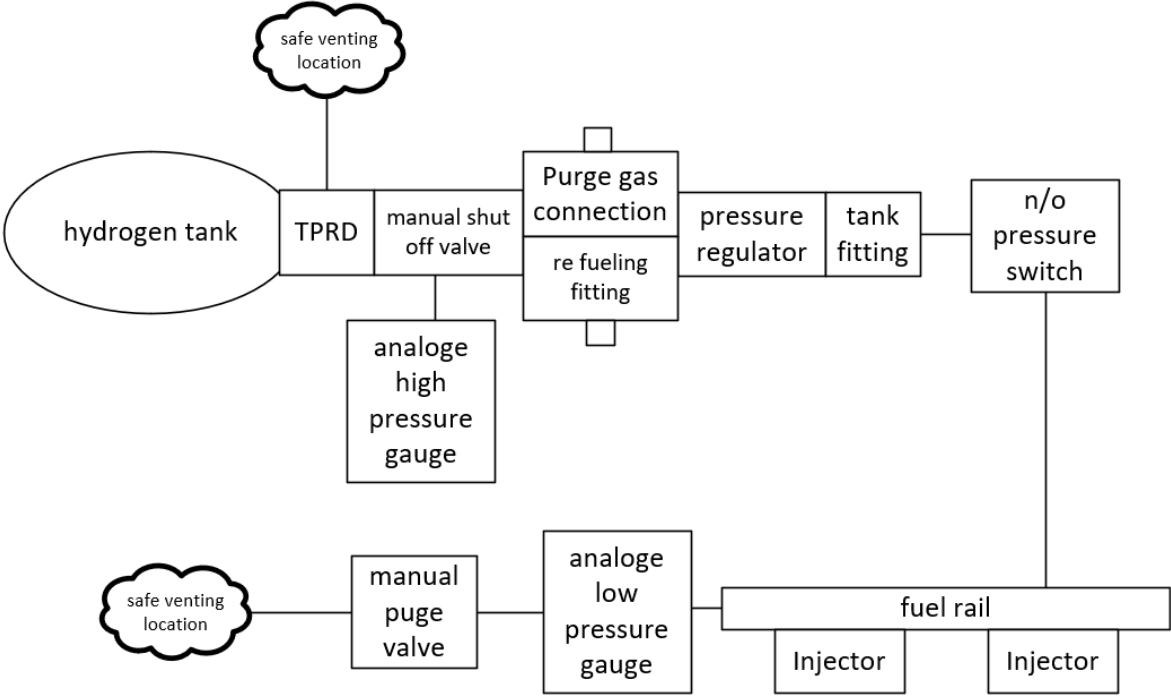 safe venting
location
hydrogen tank
TPRD
manual shut
off valve
Purge gas
connection
re fueling
fitting
pressure
regulator
tank
fitting
n/o
pressure
switch
analoge
high
pressure
gauge
safe venting
location
manual
puge
valve
analoge
low
pressure
gauge
fuel rail
Injector
Injector